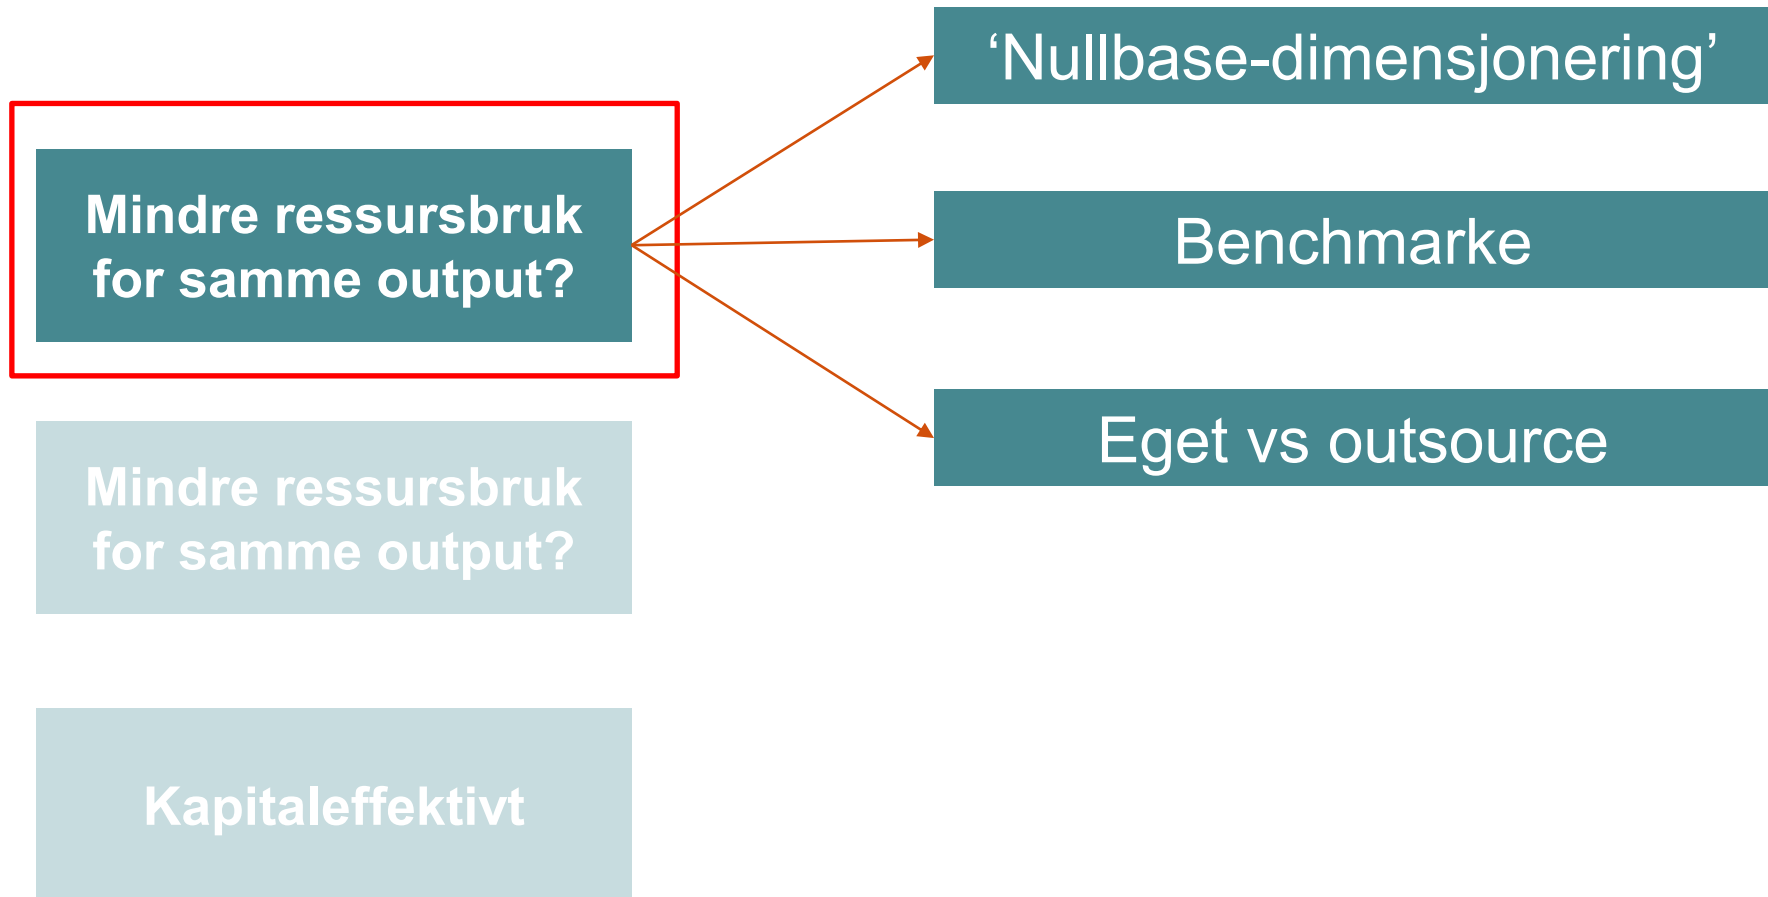 Mindre ressursbruk
for samme output?
Mindre ressursbruk
for samme output?
Kapitaleffektivt
‘Nullbase-dimensjonering’
Benchmarke
Eget vs outsource